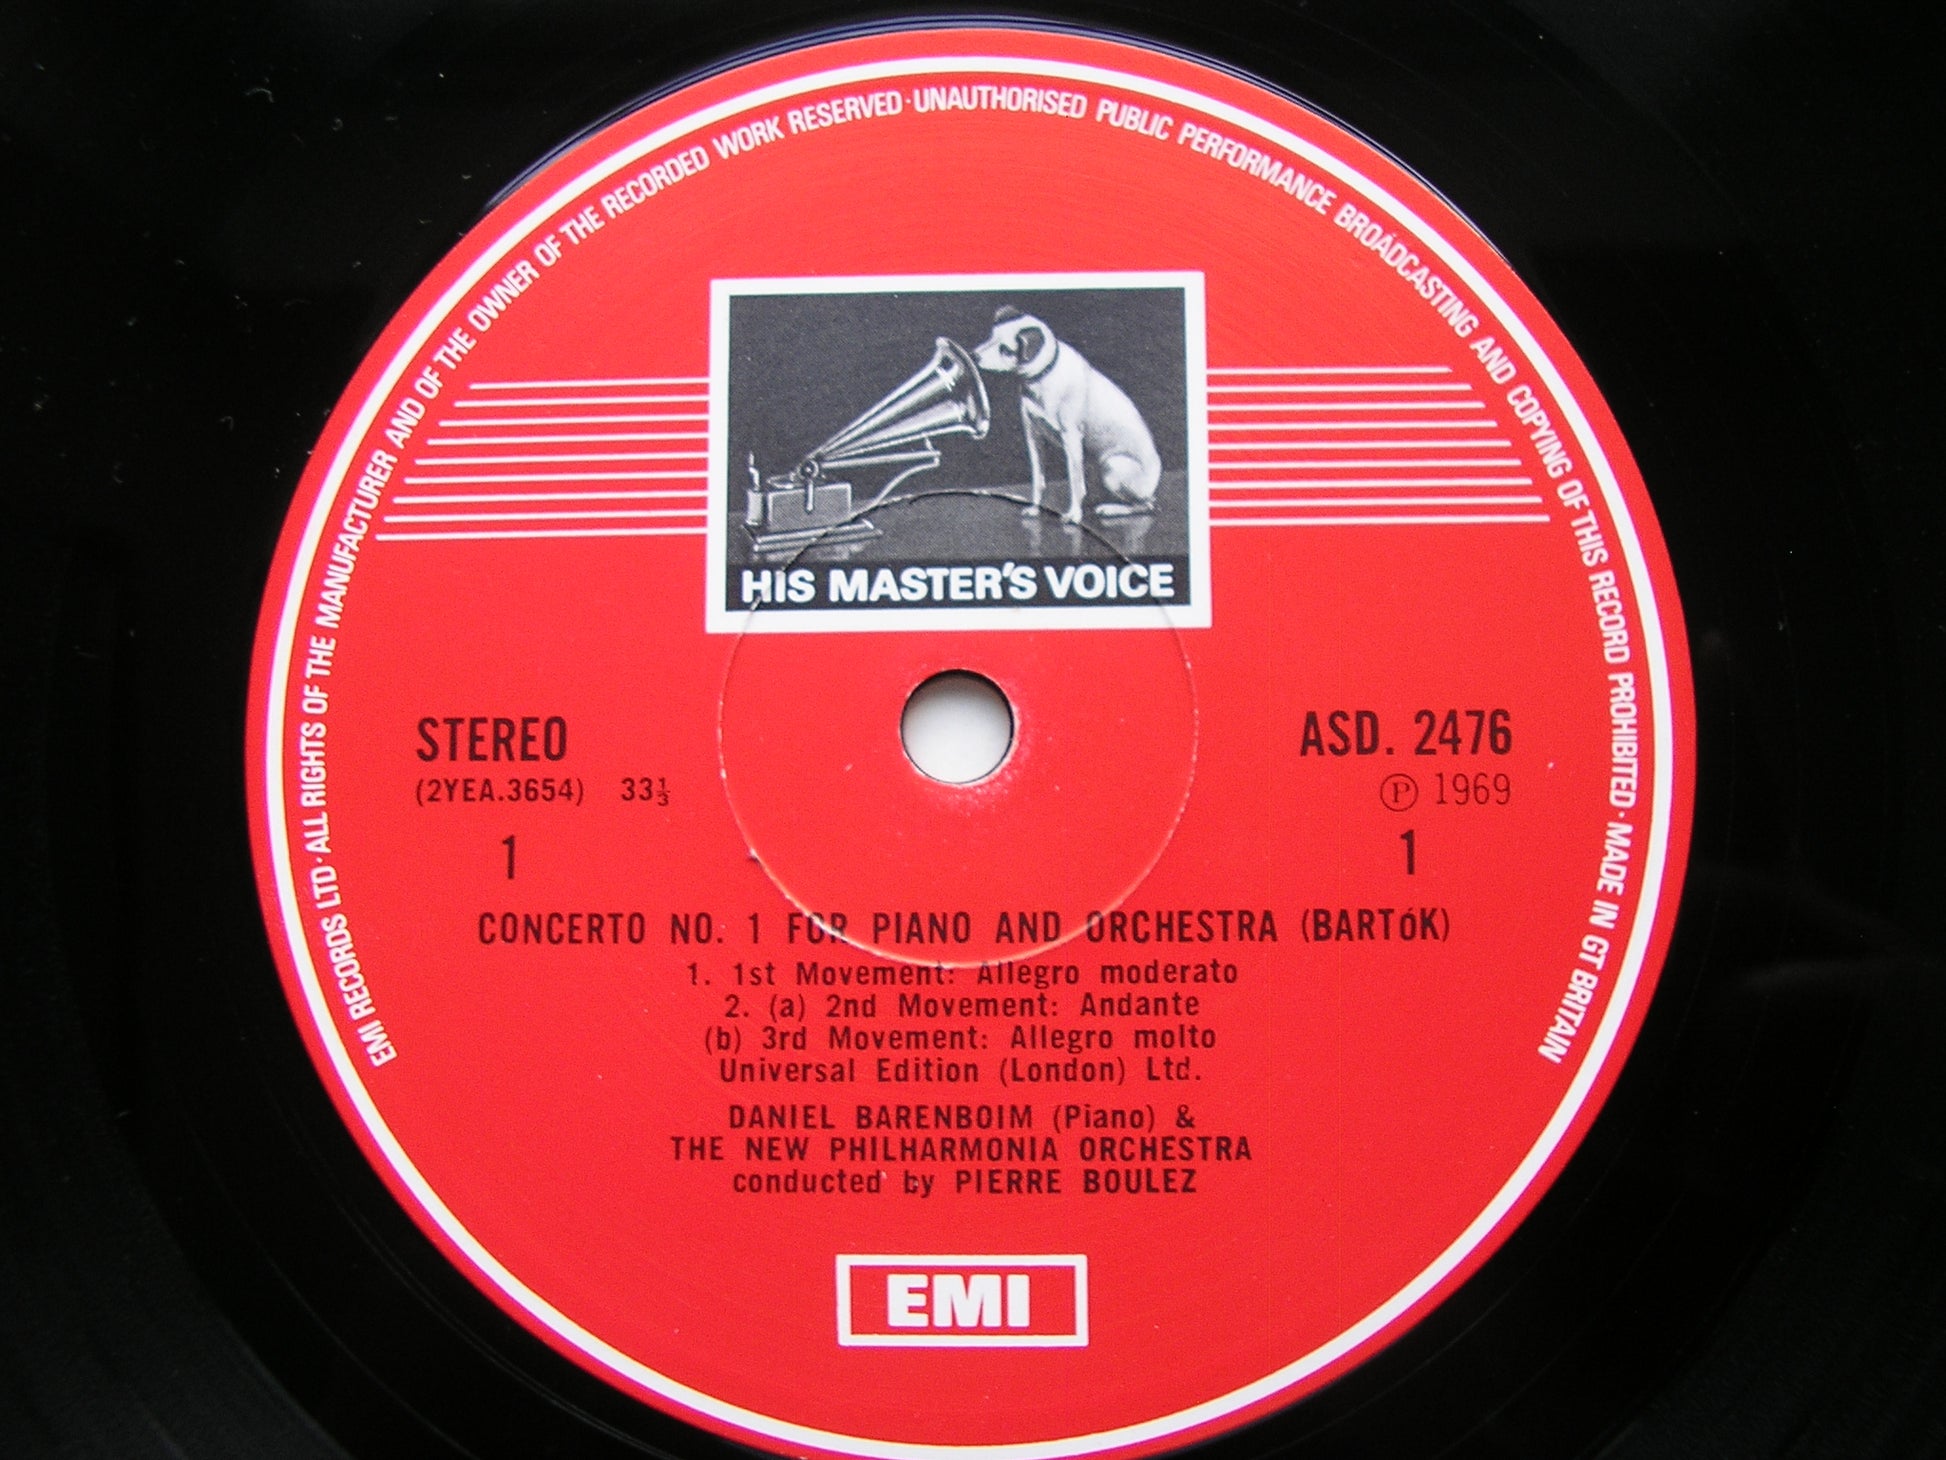 EMI RECORDS LTD · ALL RIGHTS OF THE MANUFACTURER AND OF THE OWNER OF THE RECORDED WORK RESERVED · UNAUTHORISED PUBLIC PERFORMANCE BROADCASTING AND COPYING OF THIS RECORD PROHIBITED · MADE IN GT BRITAIN
HIS MASTER'S VOICE
STEREO
(2YEA.3654) 33⅓
1
ASD. 2476
℗ 1969
1
CONCERTO NO. 1 FOR PIANO AND ORCHESTRA (BARTóK)
1. 1st Movement: Allegro moderato
2. (a) 2nd Movement: Andante
(b) 3rd Movement: Allegro molto
Universal Edition (London) Ltd.
DANIEL BARENBOIM (Piano) &
THE NEW PHILHARMONIA ORCHESTRA
conducted by PIERRE BOULEZ
EMI